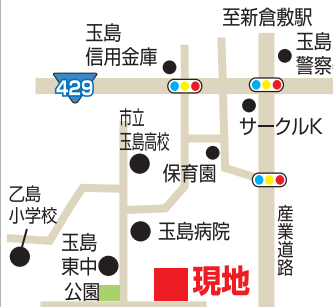 至新倉敷駅
玉島
信用金庫
玉島
警察
429
サークルK
市立
玉島高校
保育園
乙島
小学校
玉島病院
産業道路
玉島
東中
公園
現地